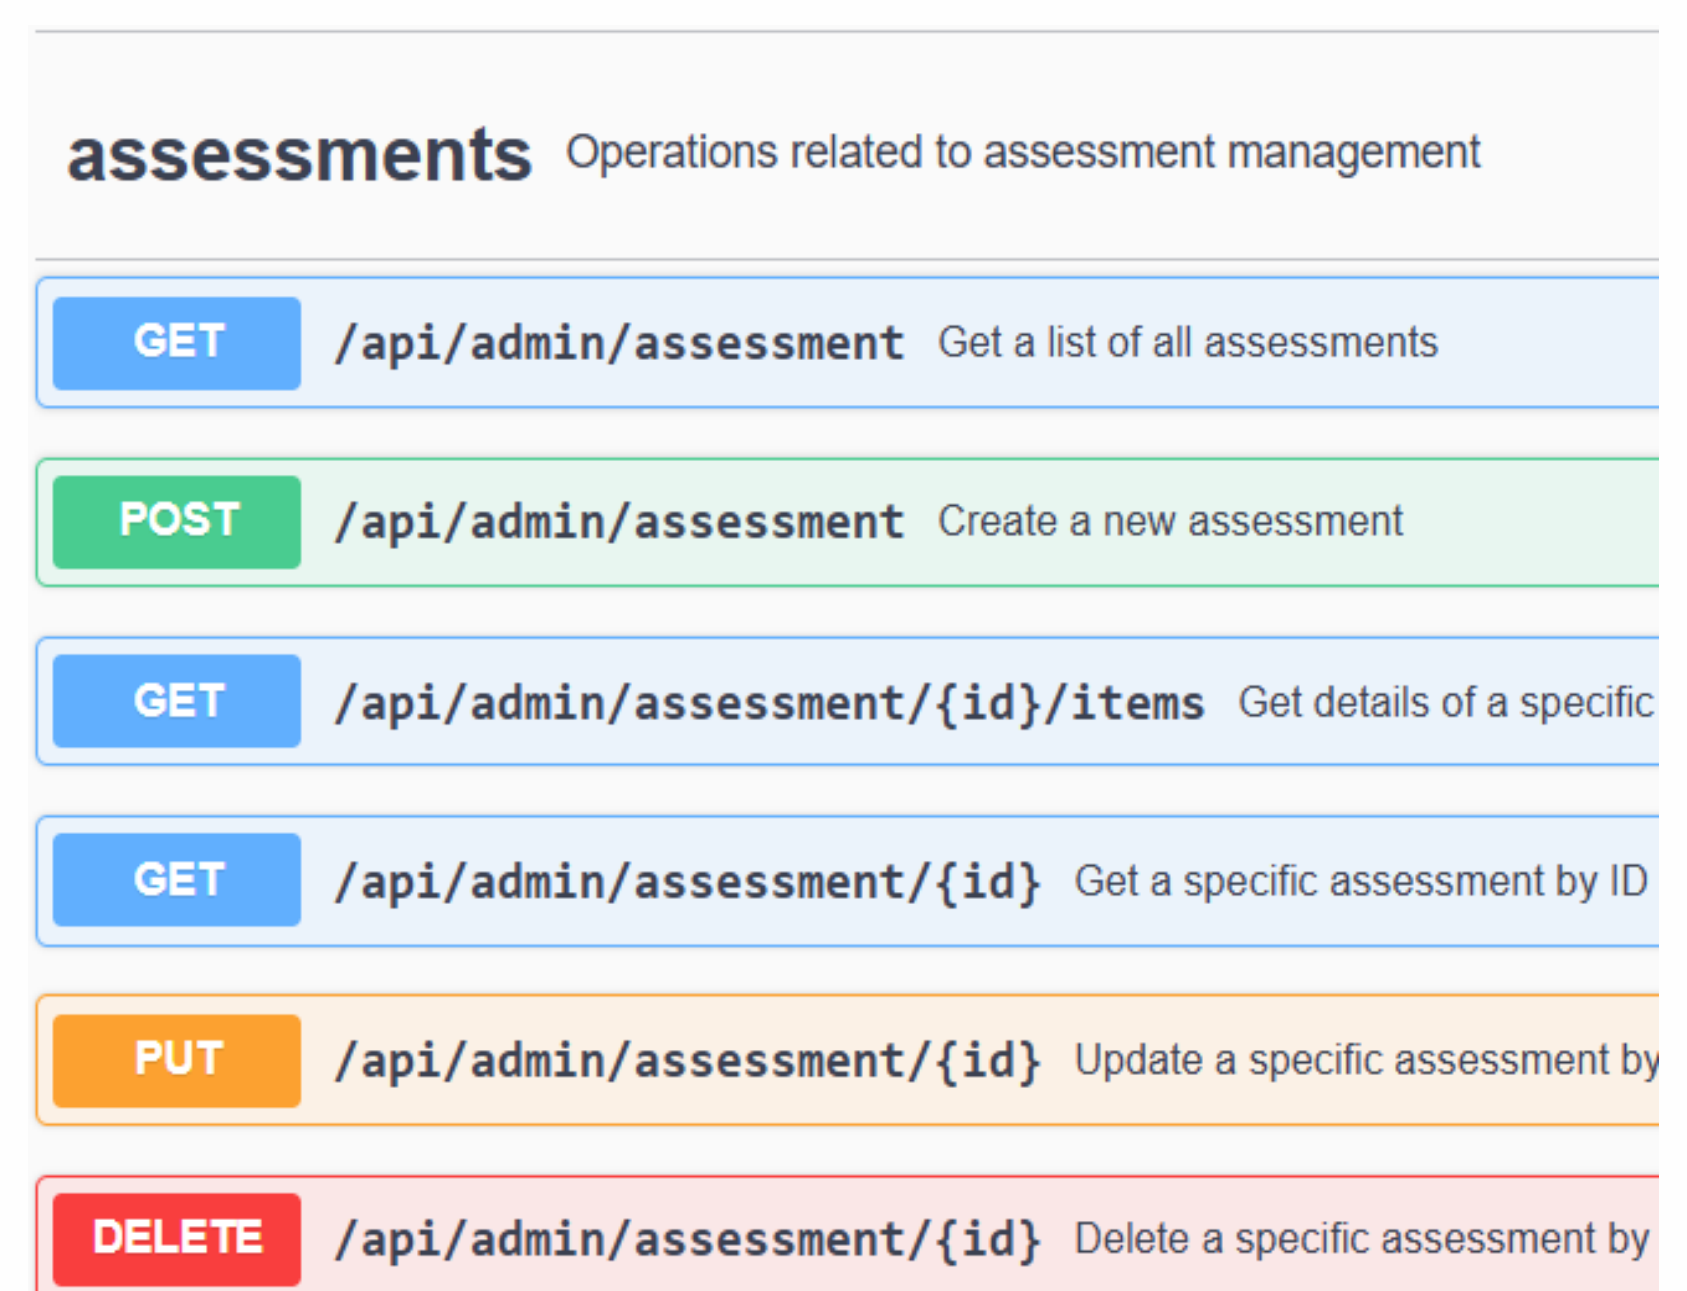 assessments Operations related to assessment management
GET /api/admin/assessment Get a list of all assessments
POST /api/admin/assessment Create a new assessment
GET /api/admin/assessment/{id}/items Get details of a specific
GET /api/admin/assessment/{id} Get a specific assessment by ID
PUT /api/admin/assessment/{id} Update a specific assessment by
DELETE /api/admin/assessment/{id} Delete a specific assessment by